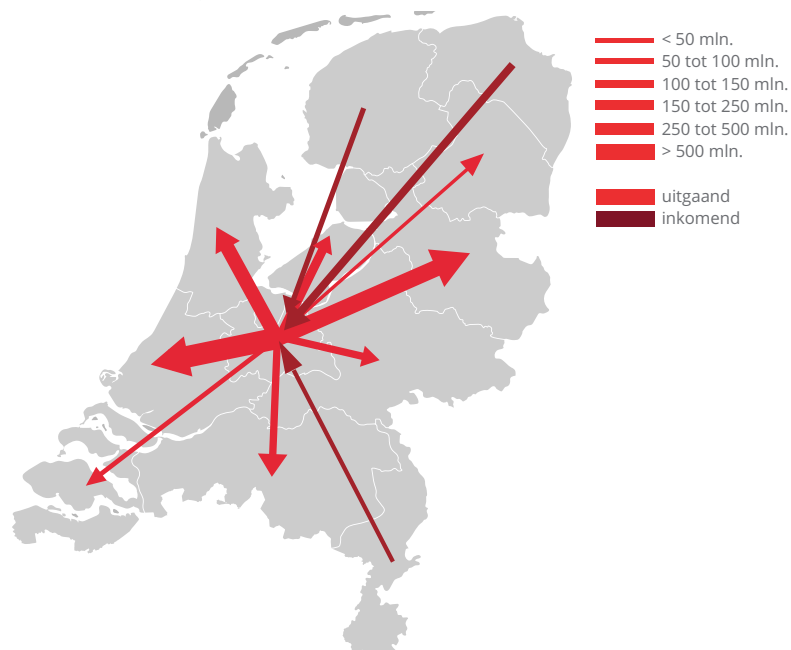 < 50 mln.
50 tot 100 mln.
100 tot 150 mln.
150 tot 250 mln.
250 tot 500 mln.
> 500 mln.
uitgaand
inkomend